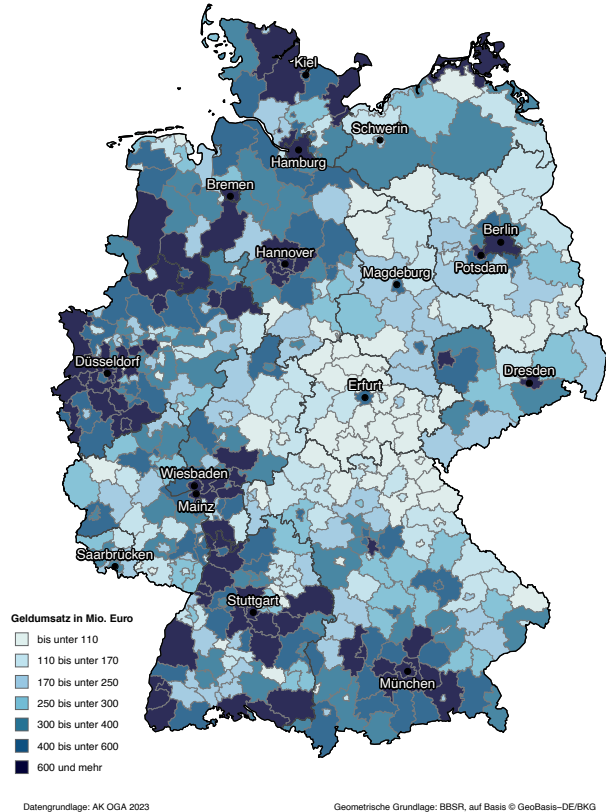 Kiel
Schwerin
Hamburg
Bremen
Berlin
Hannover
Potsdam
Magdeburg
Düsseldorf
Dresden
Erfurt
Wiesbaden
Mainz
Saarbrücken
Stuttgart
München
Geldumsatz in Mio. Euro
bis unter 110
110 bis unter 170
170 bis unter 250
250 bis unter 300
300 bis unter 400
400 bis unter 600
600 und mehr
Datengrundlage: AK OGA 2023
Geometrische Grundlage: BBSR, auf Basis © GeoBasis−DE/BKG